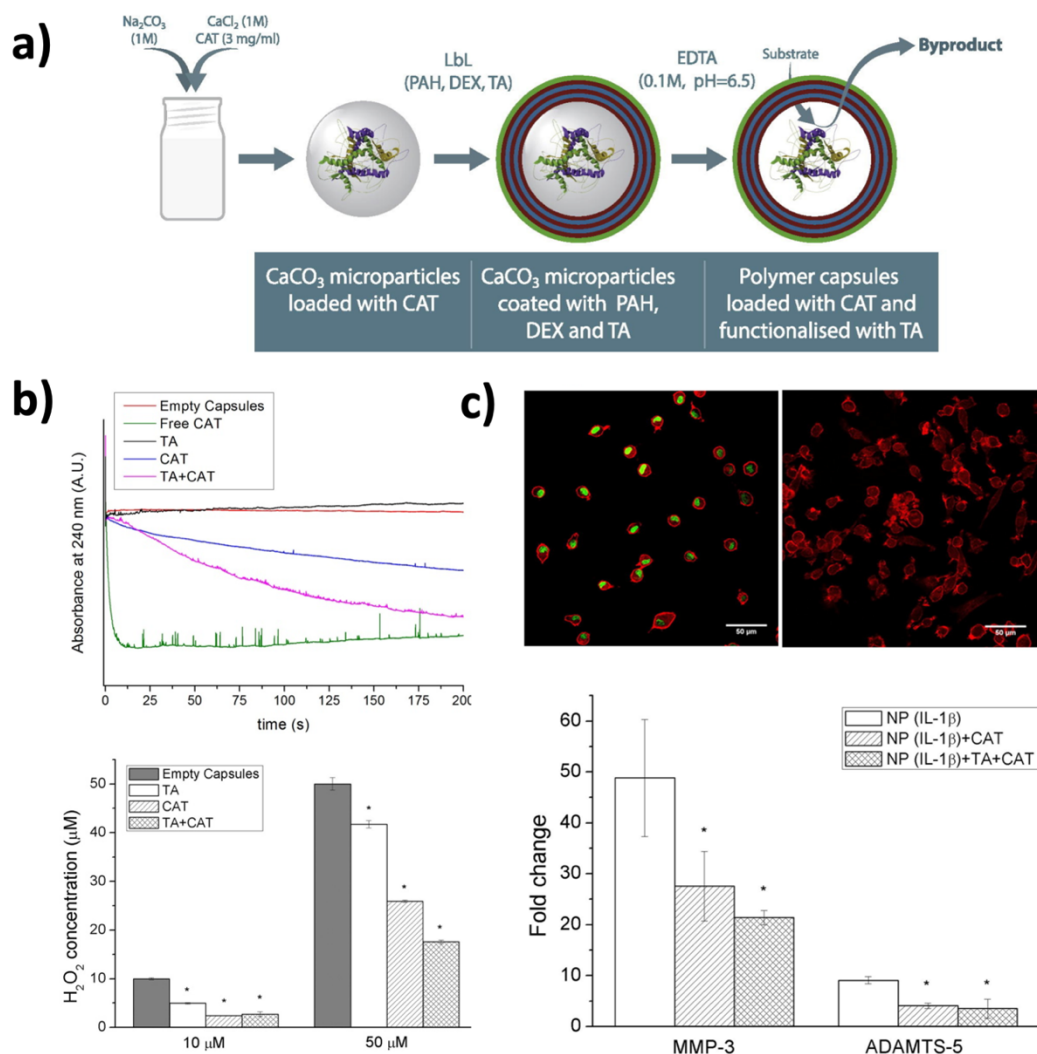 a)
Na₂CO₃
(1M)
CaCl₂ (1M)
CAT (3 mg/ml)
LbL
(PAH, DEX, TA)
EDTA
(0.1M, pH=6.5)
Substrate
Byproduct
CaCO₃ microparticles
loaded with CAT
CaCO₃ microparticles
coated with PAH,
DEX and TA
Polymer capsules
loaded with CAT and
functionalised with TA
b)
Empty Capsules
Free CAT
TA
CAT
TA+CAT
Absorbance at 240 nm (A.U.)
0
25
50
75
100
125
150
175
200
time (s)
Empty Capsules
TA
CAT
TA+CAT
H₂O₂ concentration (µM)
50
40
30
20
10
0
*
*
*
*
*
*
10 µM
50 µM
c)
50 µm
50 µm
NP (IL-1β)
NP (IL-1β)+CAT
NP (IL-1β)+TA+CAT
Fold change
60
50
40
30
20
10
0
*
*
*
*
MMP-3
ADAMTS-5